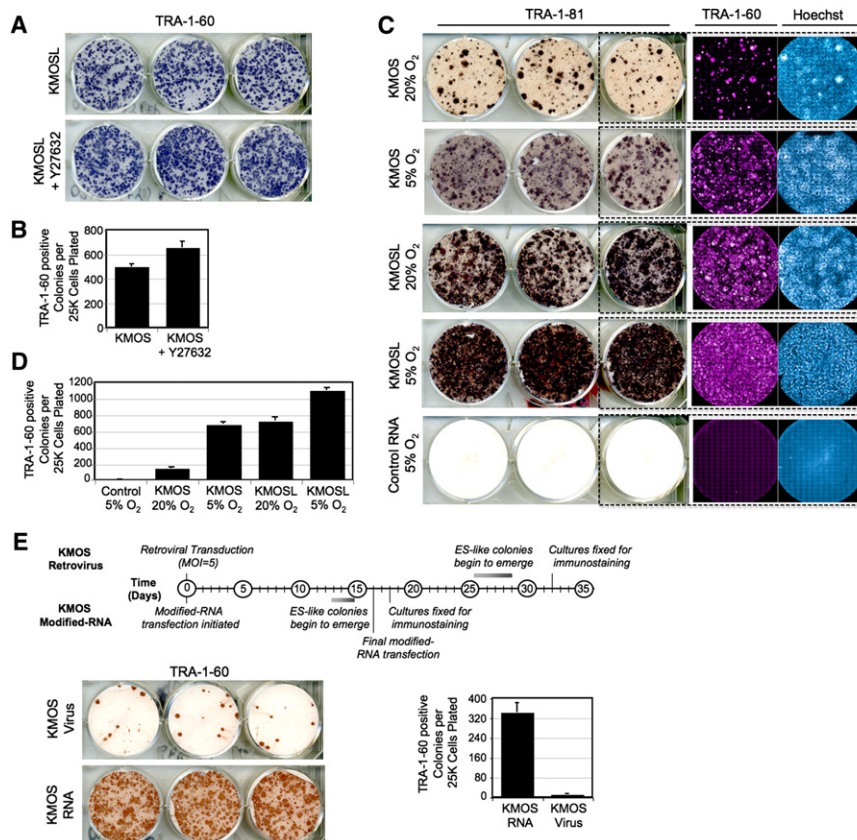 A
TRA-1-60
KMOSL
KMOSL
+ Y27632
B
TRA-1-60 positive
Colonies per
25K Cells Plated
800
600
400
200
0
KMOS
KMOS
+ Y27632
C
TRA-1-81
TRA-1-60
Hoechst
KMOS
20% O2
KMOS
5% O2
KMOSL
20% O2
KMOSL
5% O2
Control RNA
5% O2
D
TRA-1-60 positive
Colonies per
25K Cells Plated
1200
1000
800
600
400
200
0
Control
5% O2
KMOS
20% O2
KMOS
5% O2
KMOSL
20% O2
KMOSL
5% O2
E
KMOS
Retrovirus
Retroviral Transduction
(MOI=5)
ES-like colonies
begin to emerge
Cultures fixed for
immunostaining
Time
(Days)
0 5 10 15 20 25 30 35
KMOS
Modified-RNA
Modified-RNA
transfection initiated
ES-like colonies
begin to emerge
Cultures fixed for
immunostaining
Final modified-
RNA transfection
TRA-1-60
KMOS
Virus
KMOS
RNA
TRA-1-60 positive
Colonies per
25K Cells Plated
400
320
240
160
80
0
KMOS
RNA
KMOS
Virus